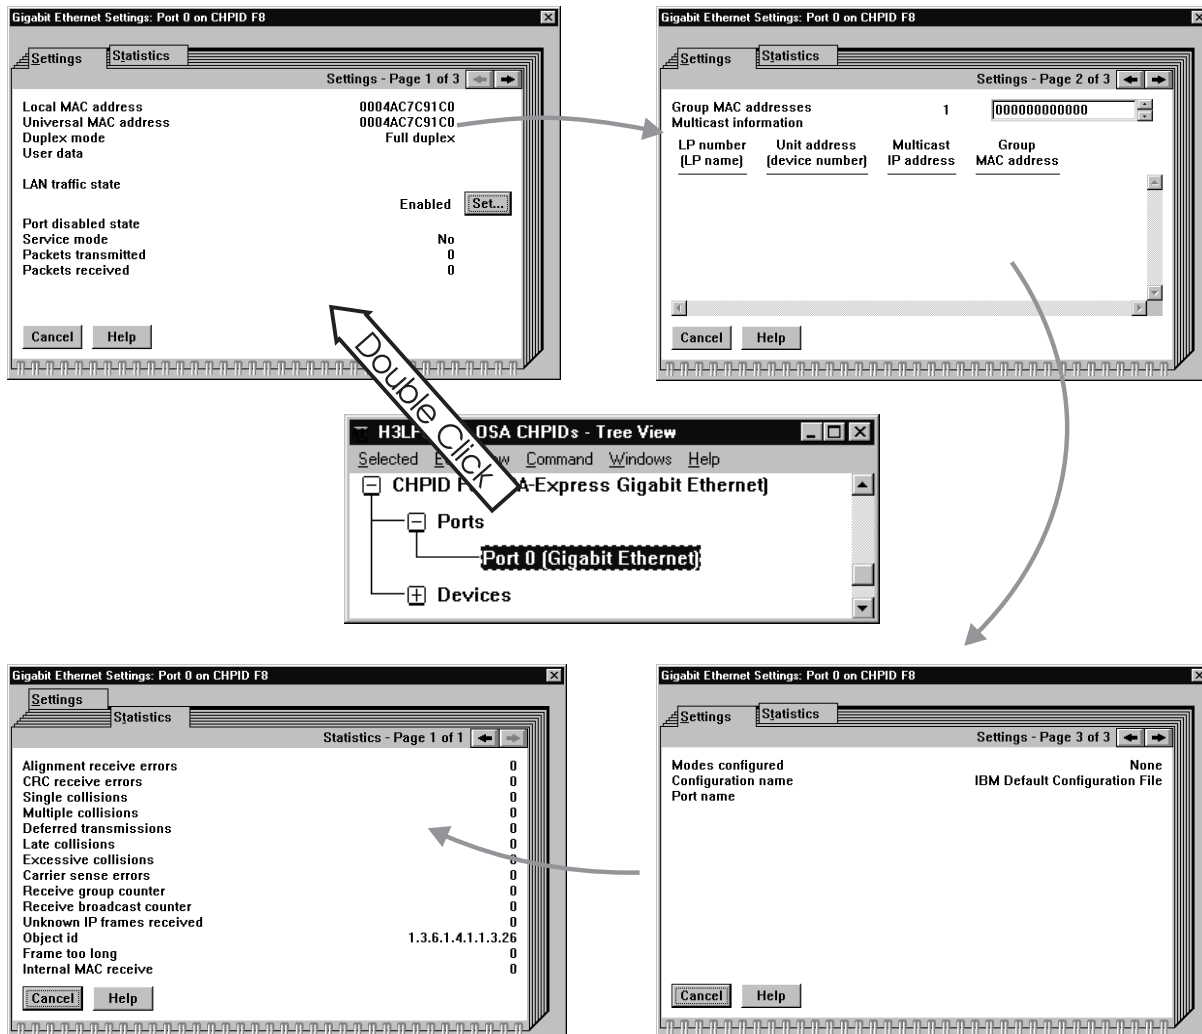 Gigabit Ethernet Settings: Port 0 on CHPID F8
Settings
Statistics
Settings - Page 1 of 3
Local MAC address 0004AC7C91C0
Universal MAC address 0004AC7C91C0
Duplex mode Full duplex
User data
LAN traffic state
Enabled Set...
Port disabled state
Service mode No
Packets transmitted 0
Packets received 0
Cancel Help
Gigabit Ethernet Settings: Port 0 on CHPID F8
Settings
Statistics
Settings - Page 2 of 3
Group MAC addresses 1 000000000000
Multicast information
LP number Unit address Multicast Group
(LP name) (device number) IP address MAC address
Cancel Help
Double Click
OSA CHPIDs - Tree View
Selected Command Windows Help
CHPID A-Express Gigabit Ethernet)
Ports
Port 0 (Gigabit Ethernet)
Devices
Gigabit Ethernet Settings: Port 0 on CHPID F8
Settings
Statistics
Statistics - Page 1 of 1
Alignment receive errors 0
CRC receive errors 0
Single collisions 0
Multiple collisions 0
Deferred transmissions 0
Late collisions 0
Excessive collisions 0
Carrier sense errors 0
Receive group counter 0
Receive broadcast counter 0
Unknown IP frames received 0
Object id 1.3.6.1.4.1.1.3.26
Frame too long 0
Internal MAC receive 0
Cancel Help
Gigabit Ethernet Settings: Port 0 on CHPID F8
Settings
Statistics
Settings - Page 3 of 3
Modes configured None
Configuration name IBM Default Configuration File
Port name
Cancel Help